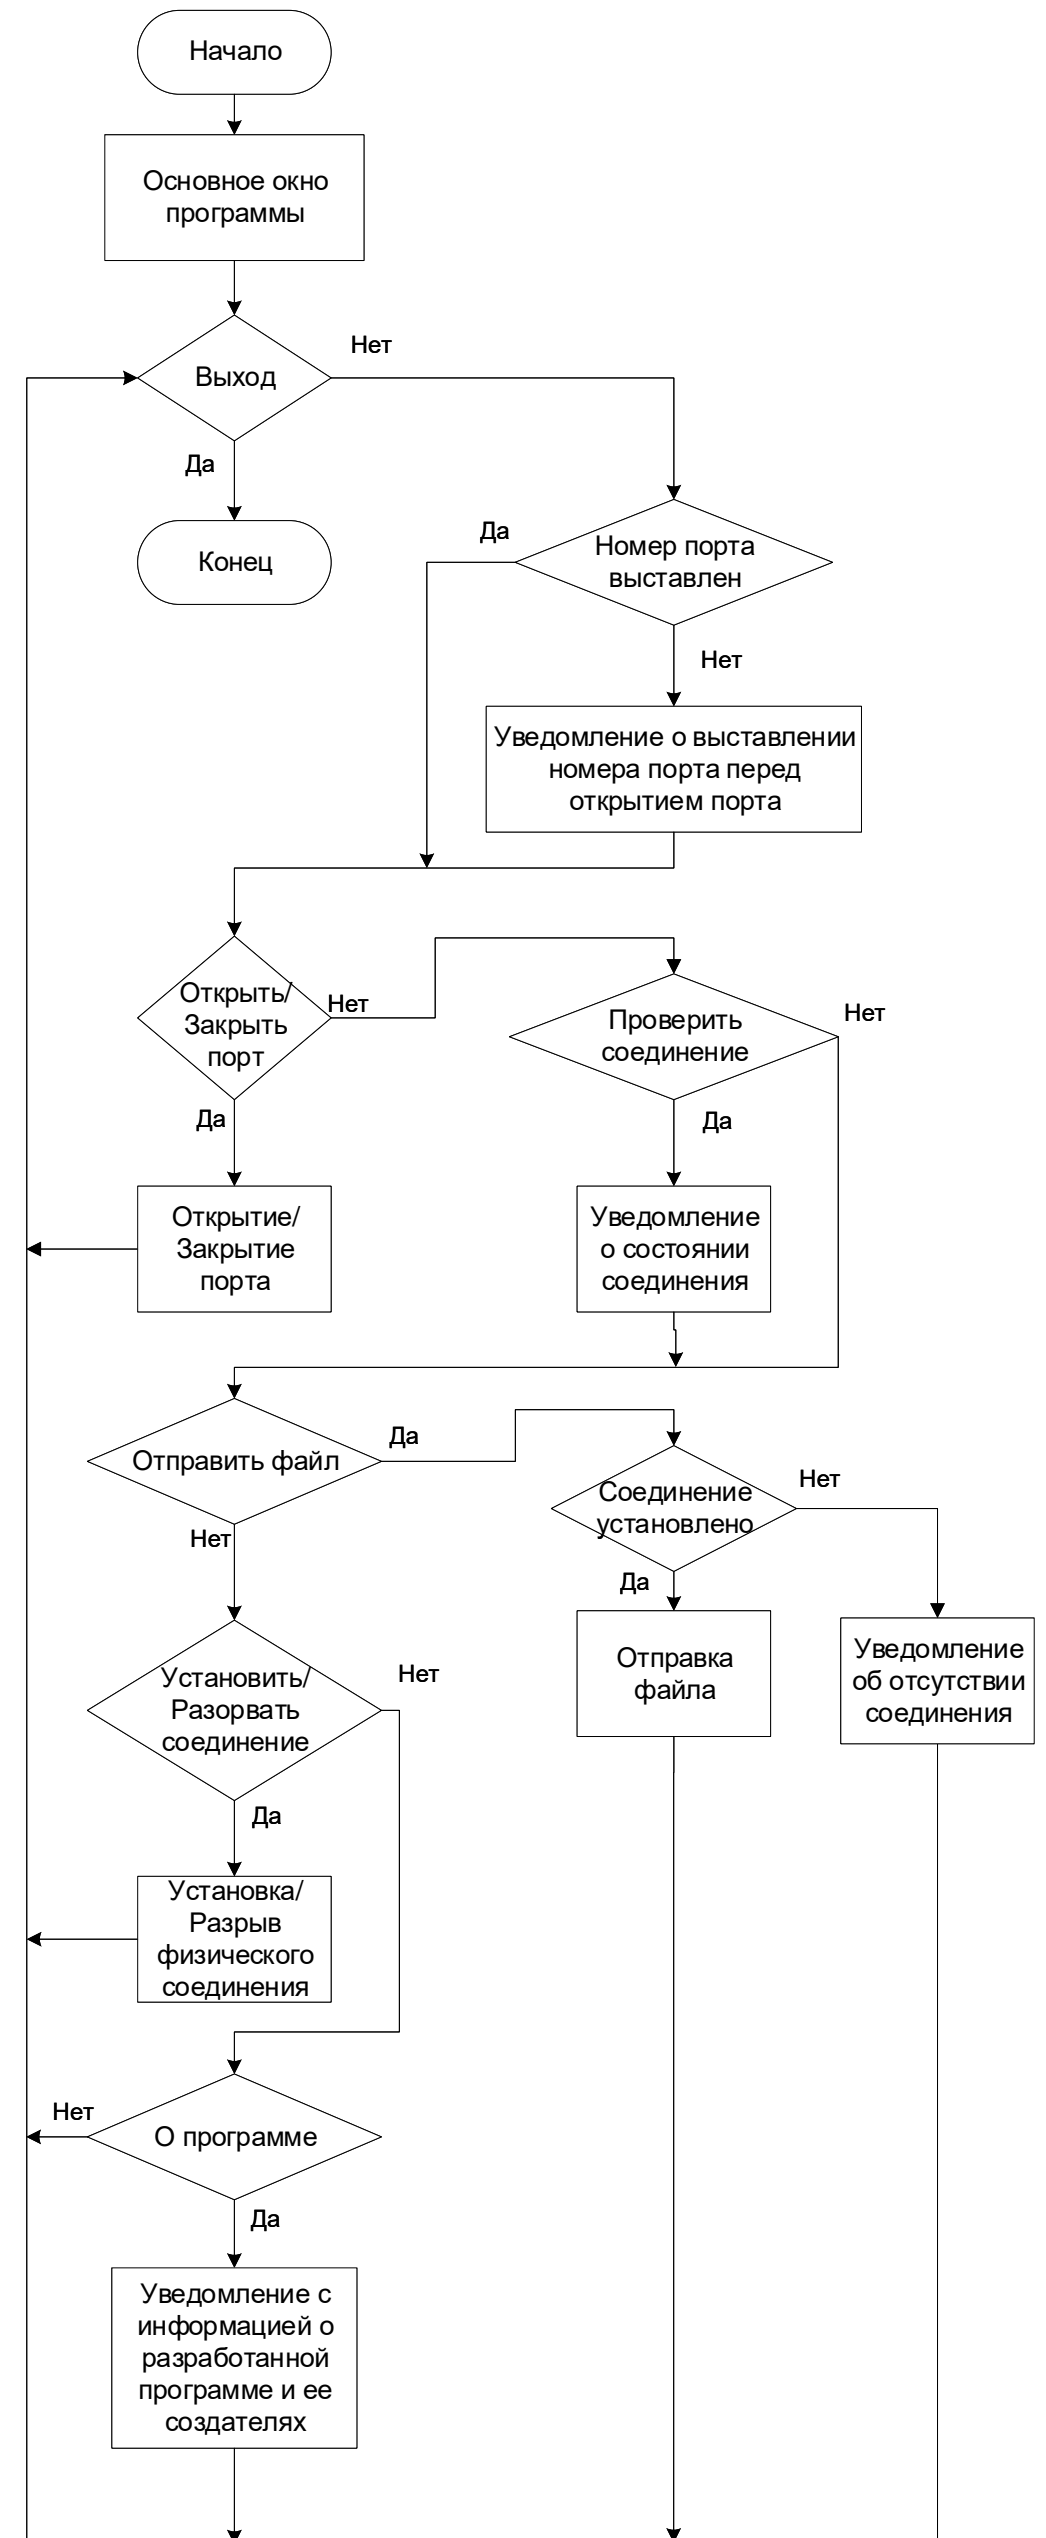 Начало
Основное окно
программы
Нет
Выход
Да
Конец
Да
Номер порта
выставлен
Нет
Уведомление о выставлении
номера порта перед
открытием порта
Открыть/
Закрыть
порт
Нет
Проверить
соединение
Нет
Да
Да
Открытие/
Закрытие
порта
Уведомление
о состоянии
соединения
Отправить файл
Да
Соединение
установлено
Нет
Нет
Да
Отправка
файла
Уведомление
об отсутствии
соединения
Установить/
Разорвать
соединение
Нет
Да
Установка/
Разрыв
физического
соединения
Нет
О программе
Да
Уведомление с
информацией о
разработанной
программе и ее
создателях